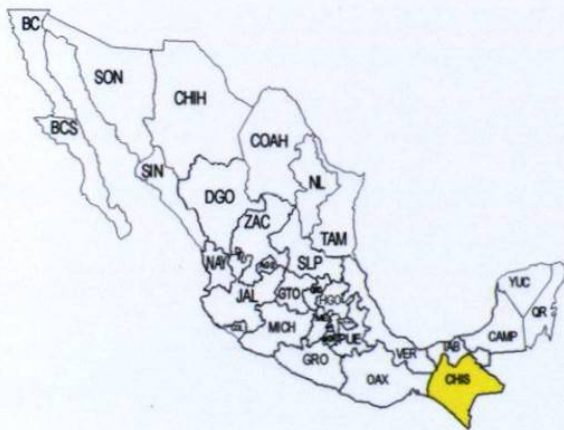 BC
SON
CHIH
BCS
COAH
SIN
NL
DGO
ZAC
TAM
NAY
SLP
YUC
JAL
GTO
HGO
QR
MICH
PUE
VER
TAB
CAMP
GRO
OAX
CHIS